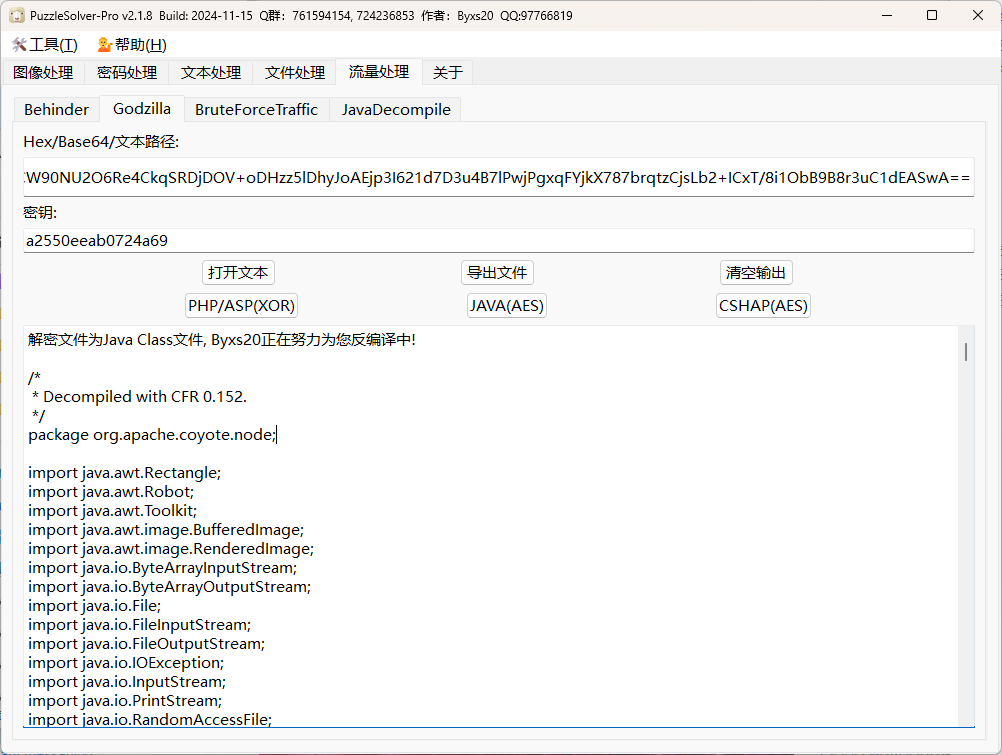 PuzzleSolver-Pro v2.1.8 Build: 2024-11-15 Q群: 761594154, 724236853 作者: Byxs20 QQ:97766819
工具(T) 帮助(H)
图像处理 密码处理 文本处理 文件处理 流量处理 关于
Behinder Godzilla BruteForceTraffic JavaDecompile
Hex/Base64/文本路径:
W90NU2O6Re4CkqSRDjDOV+oDHzz5lDhyJoAEjp3I621d7D3u4B7lPwjPgxqFYjkX787brqtzCjsLb2+ICxT/8i1ObB9B8r3uC1dEASwA==
密钥:
a2550eeab0724a69
打开文本 导出文件 清空输出
PHP/ASP(XOR) JAVA(AES) CSHAP(AES)
解密文件为Java Class文件, Byxs20正在努力为您反编译中!
/*
* Decompiled with CFR 0.152.
*/
package org.apache.coyote.node;
import java.awt.Rectangle;
import java.awt.Robot;
import java.awt.Toolkit;
import java.awt.image.BufferedImage;
import java.awt.image.RenderedImage;
import java.io.ByteArrayInputStream;
import java.io.ByteArrayOutputStream;
import java.io.File;
import java.io.FileInputStream;
import java.io.FileOutputStream;
import java.io.IOException;
import java.io.InputStream;
import java.io.PrintStream;
import java.io.RandomAccessFile;